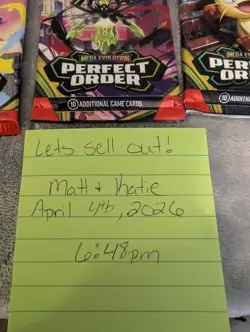 MEGA EVOLUTION
PERFECT ORDER
10 ADDITIONAL GAME CARDS
MEGA EVOLUTION
PERFECT
ORDER
10 ADDITIONAL
Lets sell out!
Matt & Katie
April 4th, 2026
6:48pm